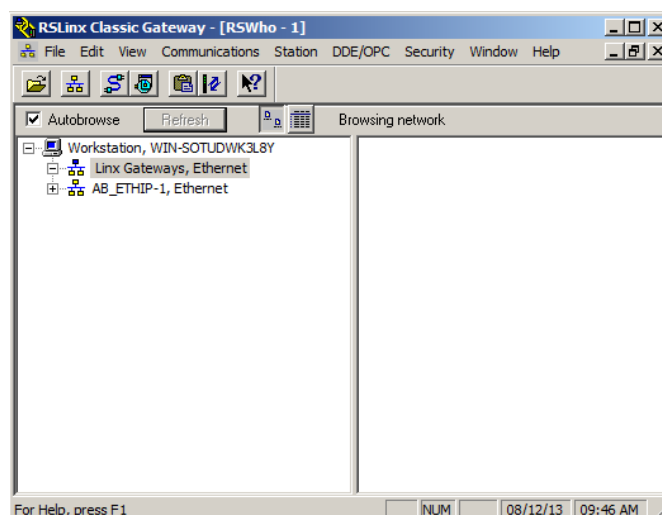 RSLinx Classic Gateway - [RSWho - 1]
File Edit View Communications Station DDE/OPC Security Window Help
Autobrowse Refresh Browsing network
Workstation, WIN-SOTUDWK3L8Y
Linx Gateways, Ethernet
AB_ETHIP-1, Ethernet
For Help, press F1 NUM 08/12/13 09:46 AM